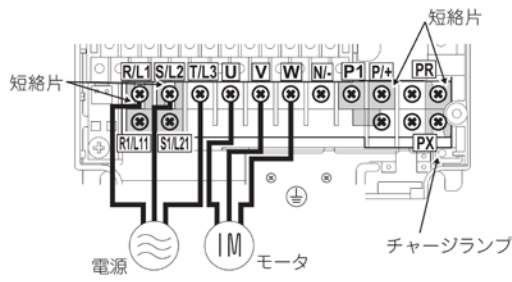 短絡片
短絡片
R/L1 S/L2 T/L3 U V W N/- P1 P/+ PR
R1/L11 S1/L21 PX
IM
電源
モータ
チャージランプ